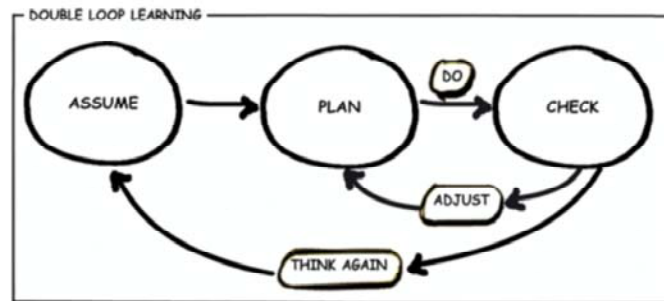 DOUBLE LOOP LEARNING
ASSUME
PLAN
DO
CHECK
ADJUST
THINK AGAIN